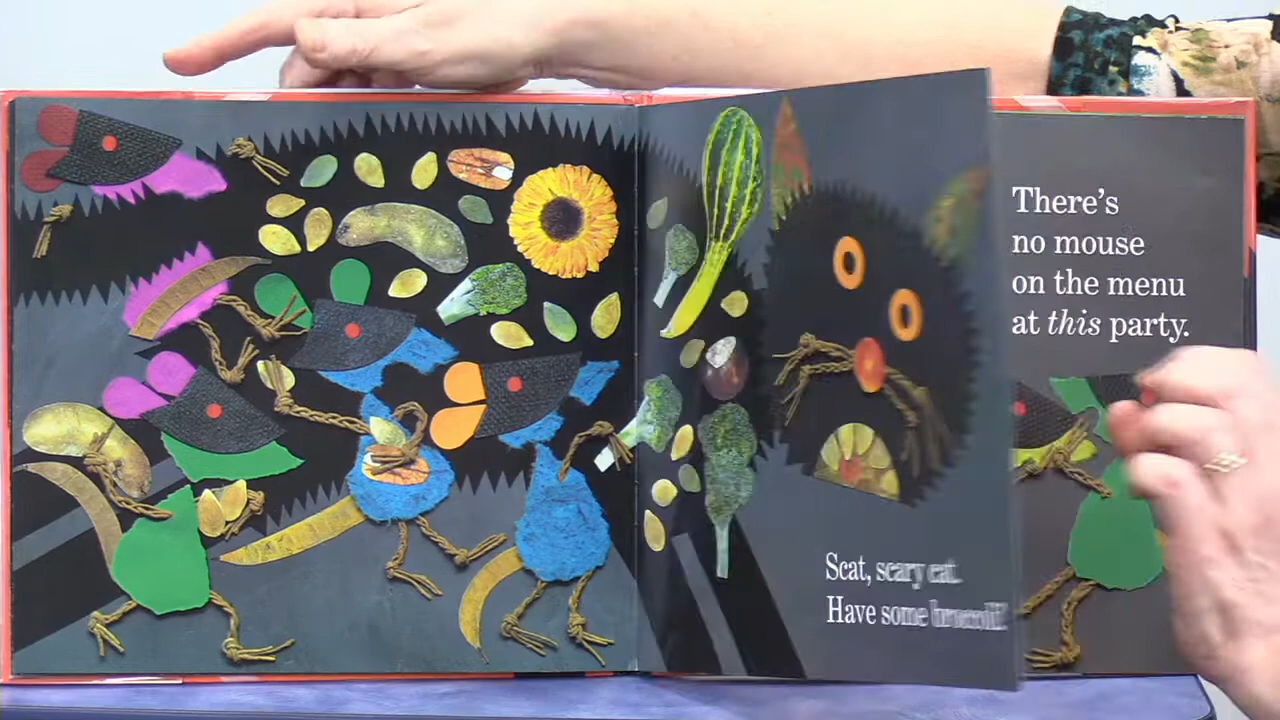 Scat, scary cat.
Have some broccoli!
There's
no mouse
on the menu
at this party.